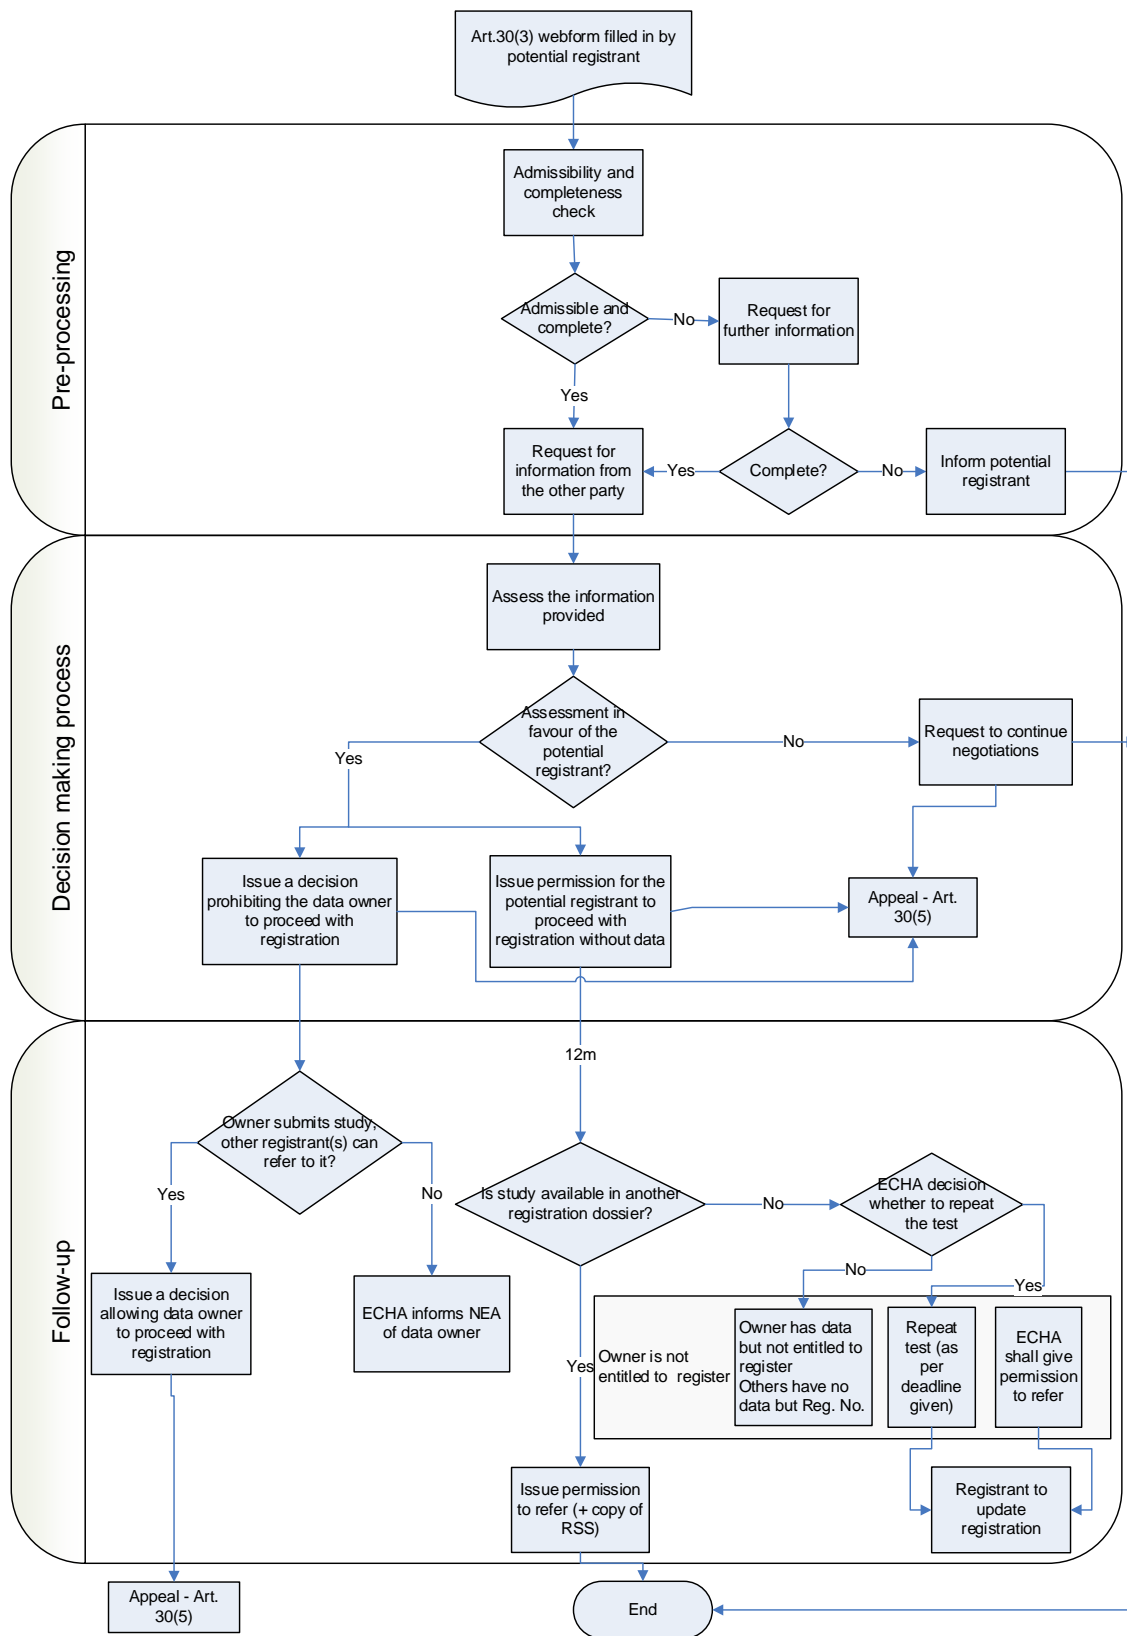 Art.30(3) webform filled in by
potential registrant
Pre-processing
Admissibility and
completeness
check
Admissible and
complete?
No
Request for
further information
Yes
Request for
information from
the other party
Yes
Complete?
No
Inform potential
registrant
Decision making process
Assess the information
provided
Assessment in
favour of the
potential
registrant?
No
Request to continue
negotiations
Yes
Issue a decision
prohibiting the data owner
to proceed with
registration
Issue permission for the
potential registrant to
proceed with
registration without data
Appeal - Art.
30(5)
Follow-up
12m
Owner submits study,
other registrant(s) can
refer to it?
Yes
No
Is study available in another
registration dossier?
No
ECHA decision
whether to repeat
the test
No
Yes
Issue a decision
allowing data owner
to proceed with
registration
ECHA informs NEA
of data owner
Yes
Owner is not
entitled to register
Owner has data
but not entitled to
register
Others have no
data but Reg. No.
Repeat
test (as
per
deadline
given)
ECHA
shall give
permission
to refer
Issue permission
to refer (+ copy of
RSS)
Registrant to
update
registration
Appeal - Art.
30(5)
End